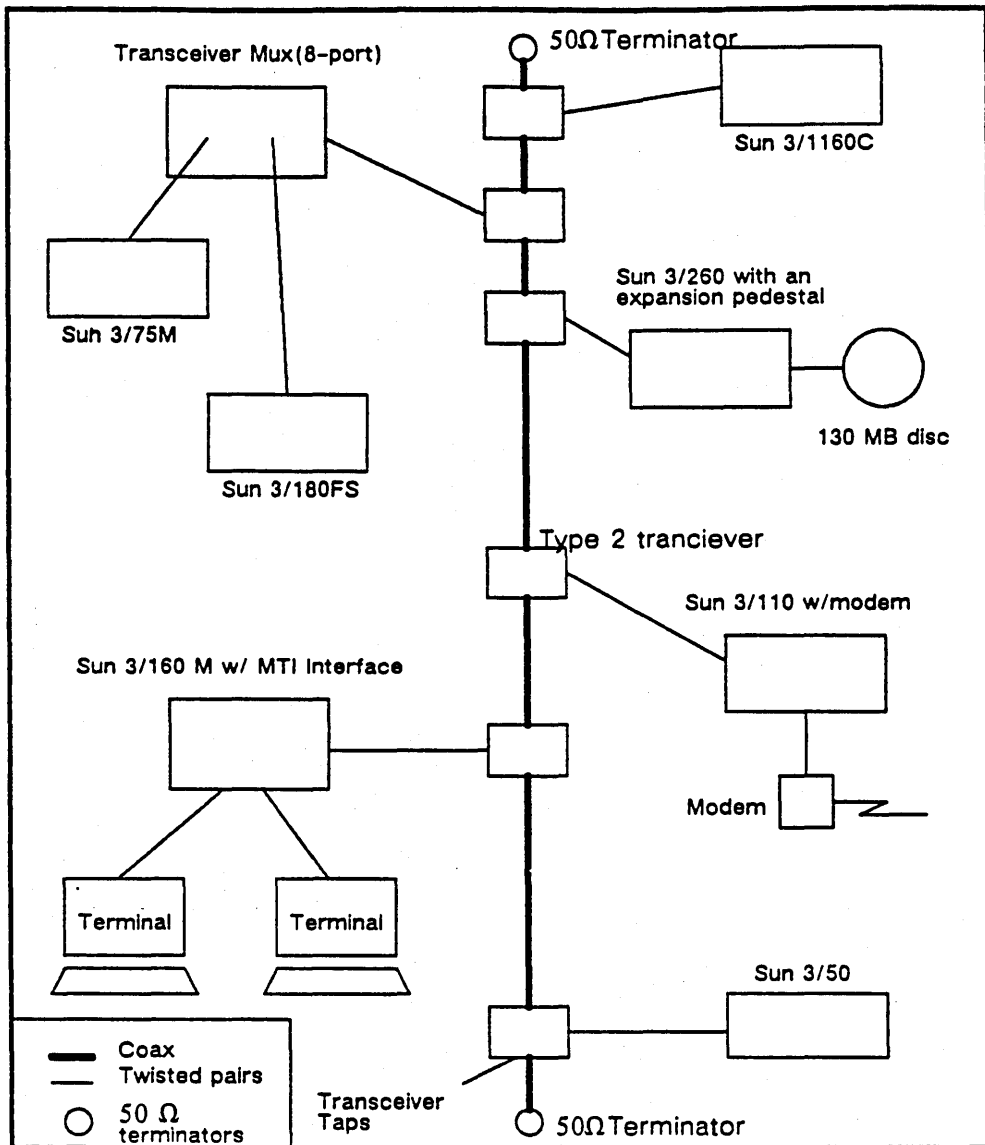 50Ω Terminator
Transceiver Mux(8-port)
Sun 3/1160C
Sun 3/260 with an
expansion pedestal
Suh 3/75M
130 MB disc
Sun 3/180FS
Type 2 tranciever
Sun 3/110 w/modem
Sun 3/160 M w/ MTI Interface
Modem
Terminal
Terminal
Sun 3/50
Coax
Twisted pairs
50 Ω
terminators
Transceiver
Taps
50Ω Terminator